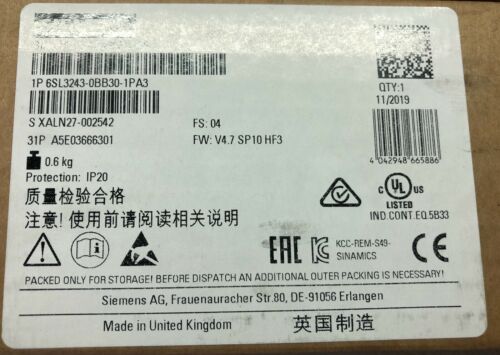 1P 6SL3243-0BB30-1PA3
QTY:1
11/2019
S XALN27-002542
FS: 04
31P A5E03666301
FW: V4.7 SP10 HF3
4 042948 665886
0.6 kg
Protection: IP20
质量检验合格
注意! 使用前请阅读相关说明
C UL US
LISTED
IND.CONT.EQ.5B33
EAC
KCC-REM-S49-
SINAMICS
CE
PACKED ONLY FOR STORAGE! BEFORE DISPATCH AN ADDITIONAL OUTER PACKING IS NECESSARY!
Siemens AG, Frauenauracher Str.80, DE-91056 Erlangen
Made in United Kingdom
英国制造